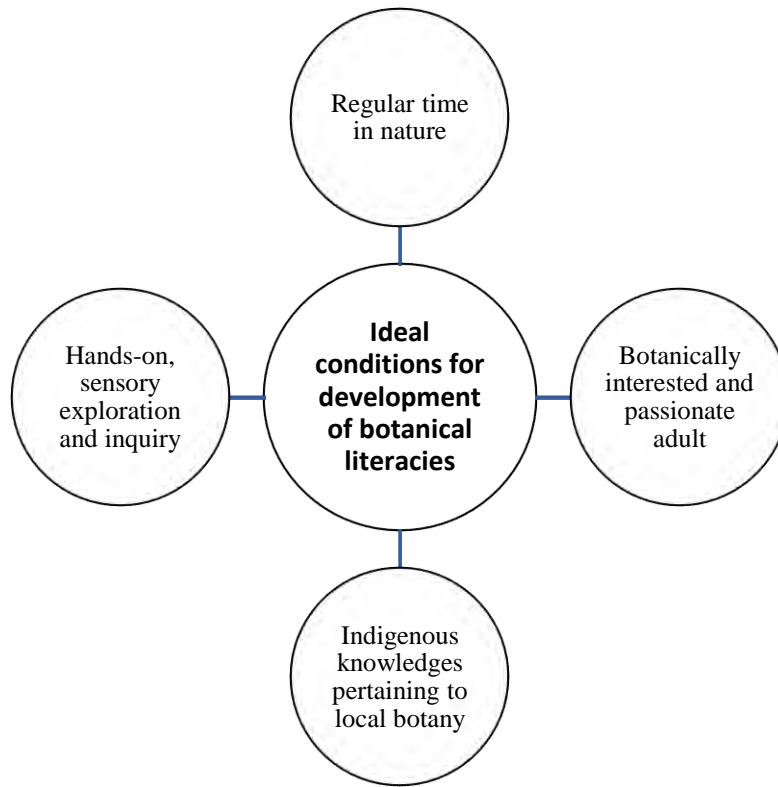 Regular time
in nature
Hands-on,
sensory
exploration
and inquiry
Ideal
conditions for
development
of botanical
literacies
Botanically
interested and
passionate
adult
Indigenous
knowledges
pertaining to
local botany